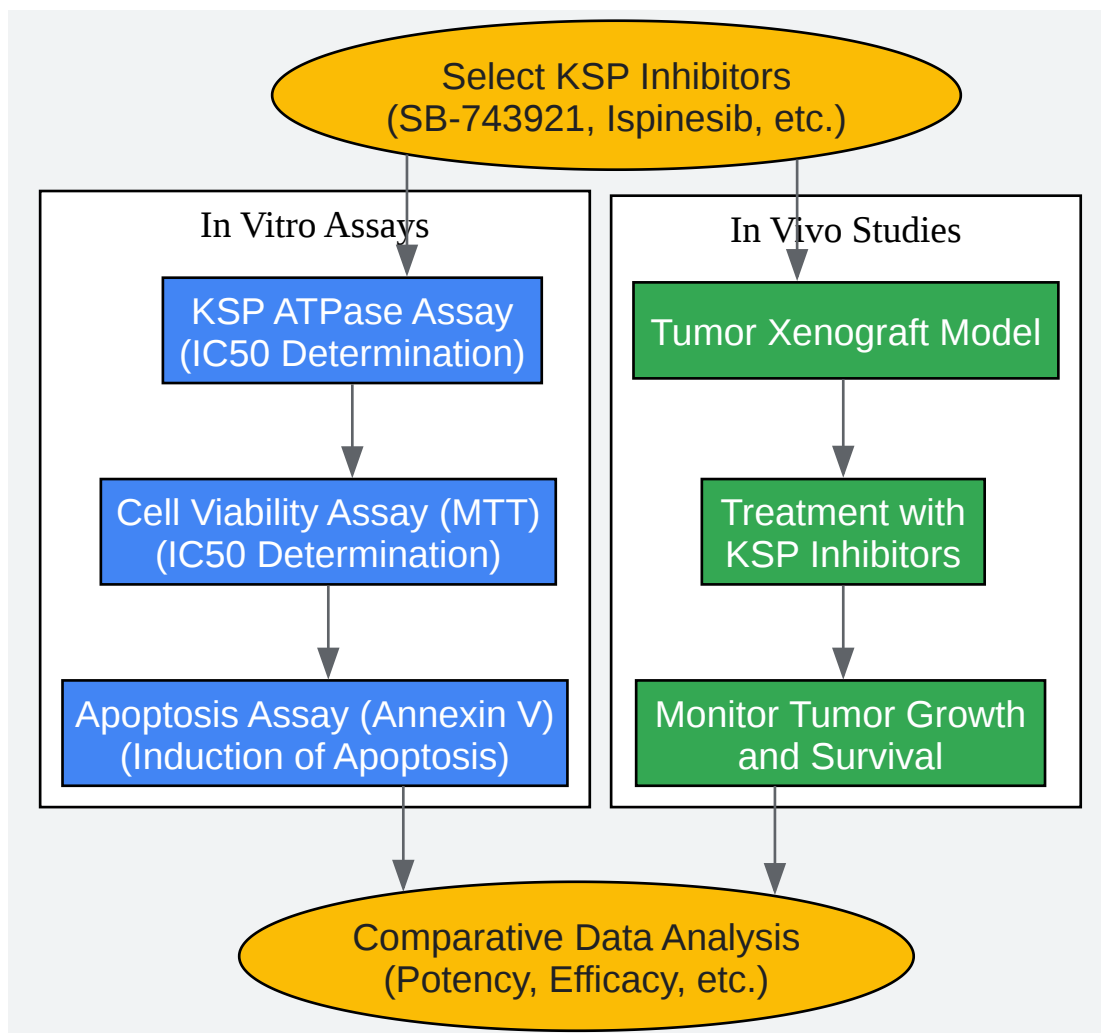 Select KSP Inhibitors
(SB-743921, Ispinesib, etc.)
In Vitro Assays
KSP ATPase Assay
(IC50 Determination)
Cell Viability Assay (MTT)
(IC50 Determination)
Apoptosis Assay (Annexin V)
(Induction of Apoptosis)
In Vivo Studies
Tumor Xenograft Model
Treatment with
KSP Inhibitors
Monitor Tumor Growth
and Survival
Comparative Data Analysis
(Potency, Efficacy, etc.)